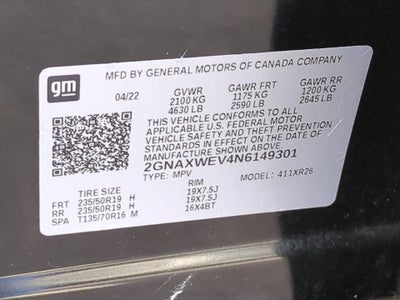 gm
MFD BY GENERAL MOTORS OF CANADA COMPANY
04/22 GVWR GAWR FRT GAWR RR
2100 KG 1175 KG 1200 KG
4630 LB 2590 LB 2645 LB
THIS VEHICLE CONFORMS TO ALL
APPLICABLE U.S. FEDERAL MOTOR
VEHICLE SAFETY AND THEFT PREVENTION
STANDARDS IN EFFECT ON THE DATE OF
MANUFACTURE SHOWN ABOVE.
2GNAXWEV4N6149301
TYPE: MPV MODEL: 411XR26
TIRE SIZE RIM
FRT 235/50R19 H 19X7.5J
RR 235/50R19 H 19X7.5J
SPA T135/70R16 M 16X4BT